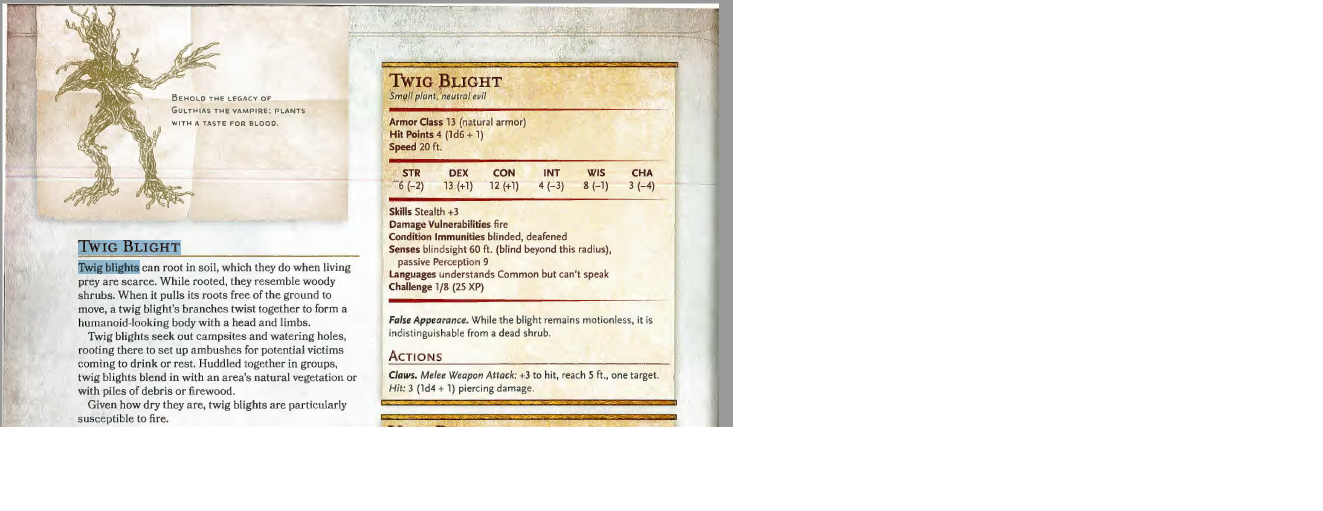 BEHOLD THE LEGACY OF
GULTHIAS THE VAMPIRE: PLANTS
WITH A TASTE FOR BLOOD.
TWIG BLIGHT
Twig blights can root in soil, which they do when living
prey are scarce. While rooted, they resemble woody
shrubs. When it pulls its roots free of the ground to
move, a twig blight's branches twist together to form a
humanoid-looking body with a head and limbs.
Twig blights seek out campsites and watering holes,
rooting there to set up ambushes for potential victims
coming to drink or rest. Huddled together in groups,
twig blights blend in with an area's natural vegetation or
with piles of debris or firewood.
Given how dry they are, twig blights are particularly
susceptible to fire.
TWIG BLIGHT
Small plant, neutral evil
Armor Class 13 (natural armor)
Hit Points 4 (1d6 + 1)
Speed 20 ft.
STR DEX CON INT WIS CHA
6 (–2) 13 (+1) 12 (+1) 4 (–3) 8 (–1) 3 (–4)
Skills Stealth +3
Damage Vulnerabilities fire
Condition Immunities blinded, deafened
Senses blindsight 60 ft. (blind beyond this radius),
passive Perception 9
Languages understands Common but can't speak
Challenge 1/8 (25 XP)
False Appearance. While the blight remains motionless, it is
indistinguishable from a dead shrub.
ACTIONS
Claws. Melee Weapon Attack: +3 to hit, reach 5 ft., one target.
Hit: 3 (1d4 + 1) piercing damage.